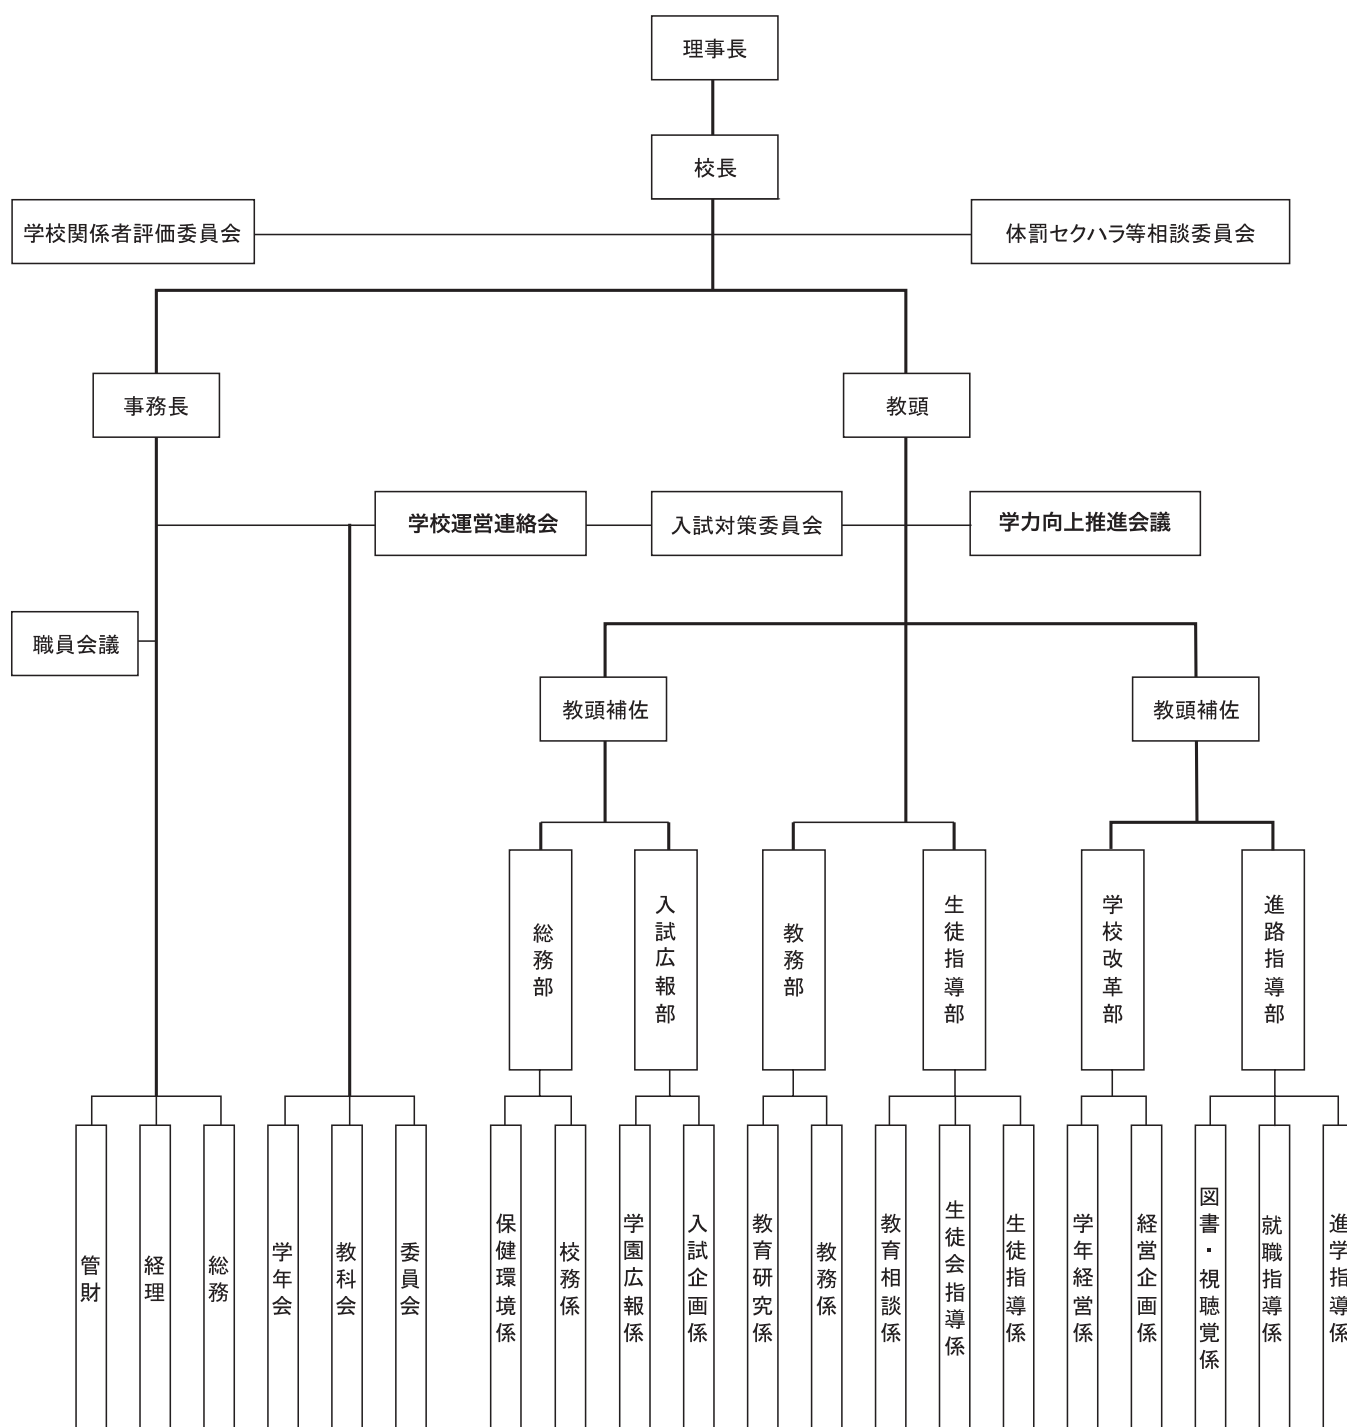 理事長
校長
学校関係者評価委員会
体罰セクハラ等相談委員会
事務長
教頭
学校運営連絡会
入試対策委員会
学力向上推進会議
職員会議
教頭補佐
教頭補佐
総務部
入試広報部
教務部
生徒指導部
学校改革部
進路指導部
管財
経理
総務
学年会
教科会
委員会
保健環境係
校務係
学園広報係
入試企画係
教育研究係
教務係
教育相談係
生徒会指導係
生徒指導係
学年経営係
経営企画係
図書・視聴覚係
就職指導係
進学指導係